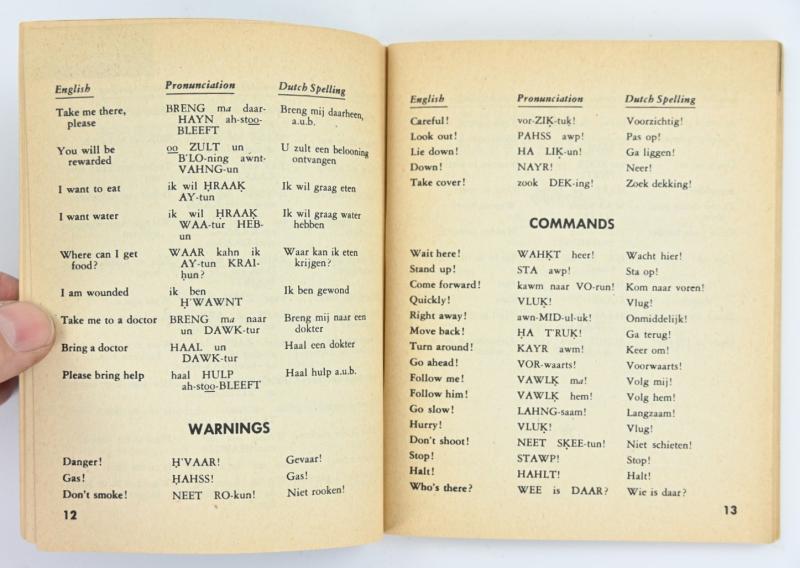 English Pronunciation Dutch Spelling
Take me there, BRENG ma daar- Breng mij daarheen,
please HAYN ah-stoo- a.u.b.
BLEEFT
You will be oo ZULT un U zult een belooning
rewarded B'LO-ning awnt- ontvangen
VAHNG-un
I want to eat ik wil ḤRAAḲ Ik wil graag eten
AY-tun
I want water ik wil ḤRAAḲ Ik wil graag water
WAA-tur HEB- hebben
un
Where can I get WAAR kahn ik Waar kan ik eten
food? AY-tun KRAI- krijgen?
ḥun?
I am wounded ik ben Ik ben gewond
Ḥ'WAWNT
Take me to a doctor BRENG ma naar Breng mij naar een
un DAWK-tur dokter
Bring a doctor HAAL un Haal een dokter
DAWK-tur
Please bring help haal HULP Haal hulp a.u.b.
ah-stoo-BLEEFT
WARNINGS
Danger! Ḥ'VAAR! Gevaar!
Gas! ḤAHSS! Gas!
Don't smoke! NEET RO-kun! Niet rooken!
12
English Pronunciation Dutch Spelling
Careful! vor-ZIḲ-tuḳ! Voorzichtig!
Look out! PAHSS awp! Pas op!
Lie down! HA LIḲ-un! Ga liggen!
Down! NAYR! Neer!
Take cover! zook DEK-ing! Zoek dekking!
COMMANDS
Wait here! WAHḲT heer! Wacht hier!
Stand up! STA awp! Sta op!
Come forward! kawm naar VO-run! Kom naar voren!
Quickly! VLUḲ! Vlug!
Right away! awn-MID-ul-uk! Onmiddelijk!
Move back! ḤA T'RUḲ! Ga terug!
Turn around! KAYR awm! Keer om!
Go ahead! VOR-waarts! Voorwaarts!
Follow me! VAWLḲ ma! Volg mij!
Follow him! VAWLḲ hem! Volg hem!
Go slow! LAHNG-saam! Langzaam!
Hurry! VLUḲ! Vlug!
Don't shoot! NEET SḲEE-tun! Niet schieten!
Stop! STAWP! Stop!
Halt! HAHLT! Halt!
Who's there? WEE is DAAR? Wie is daar?
13